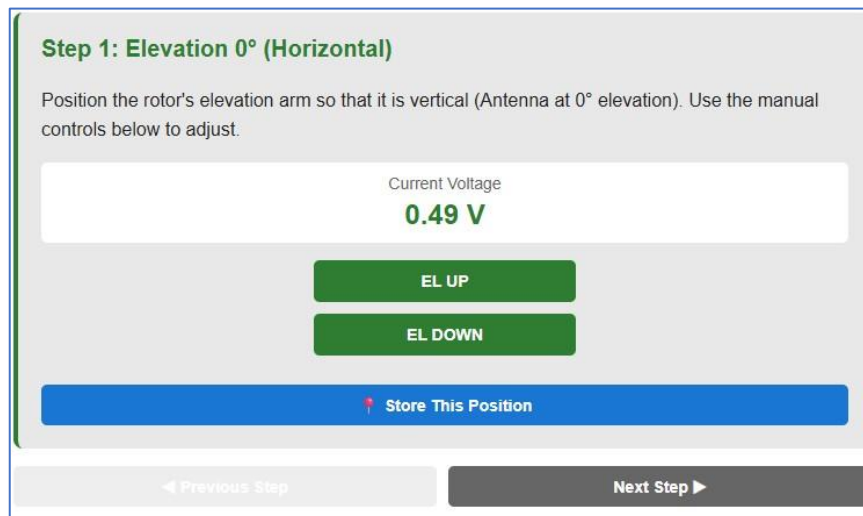 Step 1: Elevation 0° (Horizontal)
Position the rotor's elevation arm so that it is vertical (Antenna at 0° elevation). Use the manual
controls below to adjust.
Current Voltage
0.49 V
EL UP
EL DOWN
📍 Store This Position
◀ Previous Step
Next Step ▶